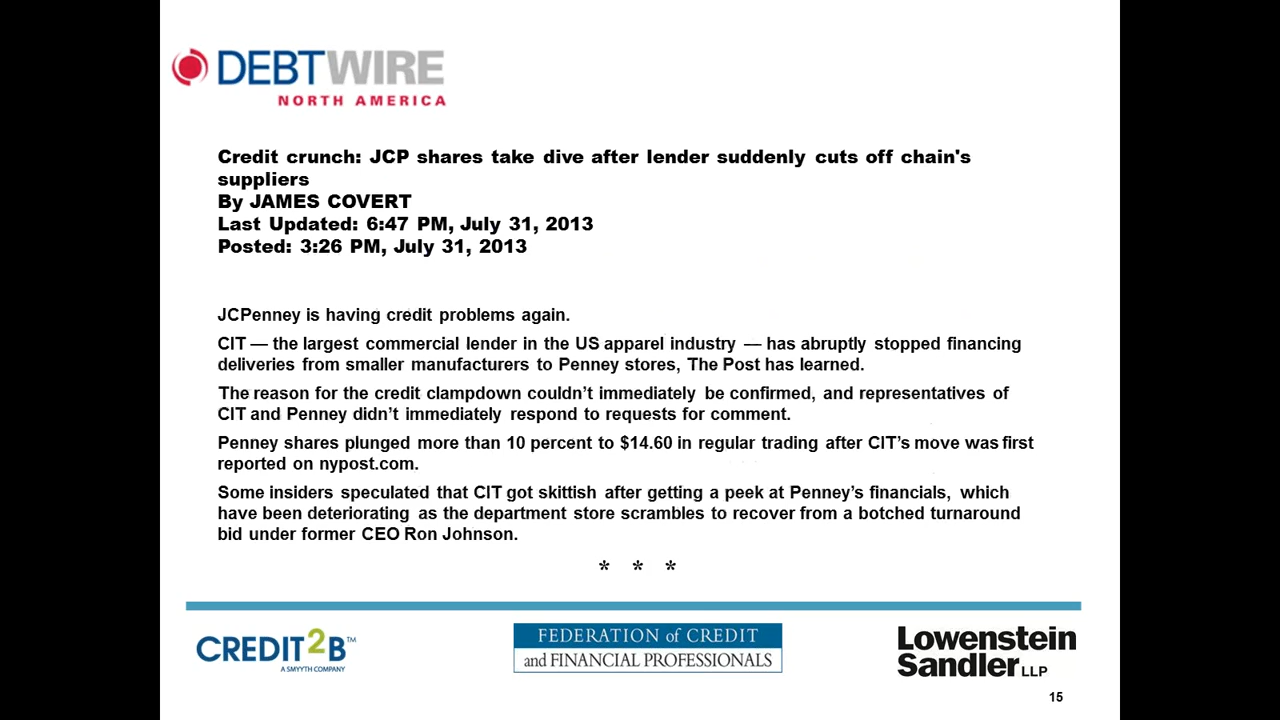 DEBTWIRE
NORTH AMERICA
Credit crunch: JCP shares take dive after lender suddenly cuts off chain's
suppliers
By JAMES COVERT
Last Updated: 6:47 PM, July 31, 2013
Posted: 3:26 PM, July 31, 2013
JCPenney is having credit problems again.
CIT — the largest commercial lender in the US apparel industry — has abruptly stopped financing
deliveries from smaller manufacturers to Penney stores, The Post has learned.
The reason for the credit clampdown couldn’t immediately be confirmed, and representatives of
CIT and Penney didn’t immediately respond to requests for comment.
Penney shares plunged more than 10 percent to $14.60 in regular trading after CIT’s move was first
reported on nypost.com.
Some insiders speculated that CIT got skittish after getting a peek at Penney’s financials, which
have been deteriorating as the department store scrambles to recover from a botched turnaround
bid under former CEO Ron Johnson.
* * *
CREDIT2B™
A SMYYTH COMPANY
FEDERATION of CREDIT
and FINANCIAL PROFESSIONALS
Lowenstein
Sandler LLP
15